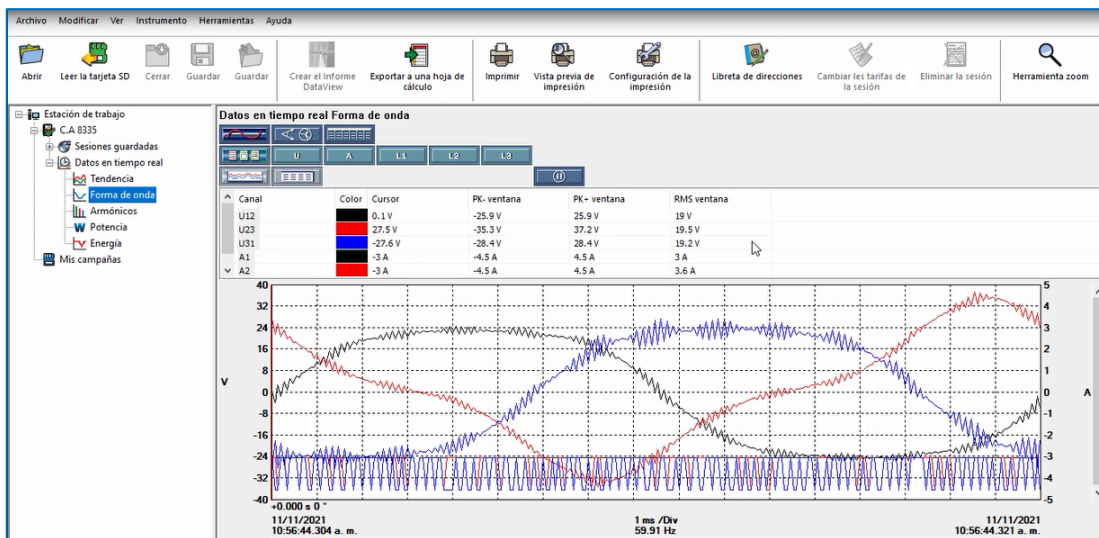 Archivo Modificar Ver Instrumento Herramientas Ayuda
Abrir Leer la tarjeta SD Cerrar Guardar Guardar Crear el Informe DataView Exportar a una hoja de cálculo Imprimir Vista previa de impresión Configuración de la impresión Libreta de direcciones Cambiar les tarifas de la sesión Eliminar la sesión Herramienta zoom
Estación de trabajo
C.A 8335
Sesiones guardadas
Datos en tiempo real
Tendencia
Forma de onda
Armónicos
Potencia
Energía
Mis campañas
Datos en tiempo real Forma de onda
U A L1 L2 L3
Canal Color Cursor PK- ventana PK+ ventana RMS ventana
U12 0.1 V -25.9 V 25.9 V 19 V
U23 27.5 V -35.3 V 37.2 V 19.5 V
U31 -27.6 V -28.4 V 28.4 V 19.2 V
A1 -3 A -4.5 A 4.5 A 3 A
A2 -3 A -4.5 A 4.5 A 3.6 A
40 5
32 4
24 3
16 2
8 1
V 0 0 A
-8 -1
-16 -2
-24 -3
-32 -4
-40 -5
+0.000 s 0 °
11/11/2021 1 ms /Div 11/11/2021
10:56:44.304 a. m. 59.91 Hz 10:56:44.321 a. m.